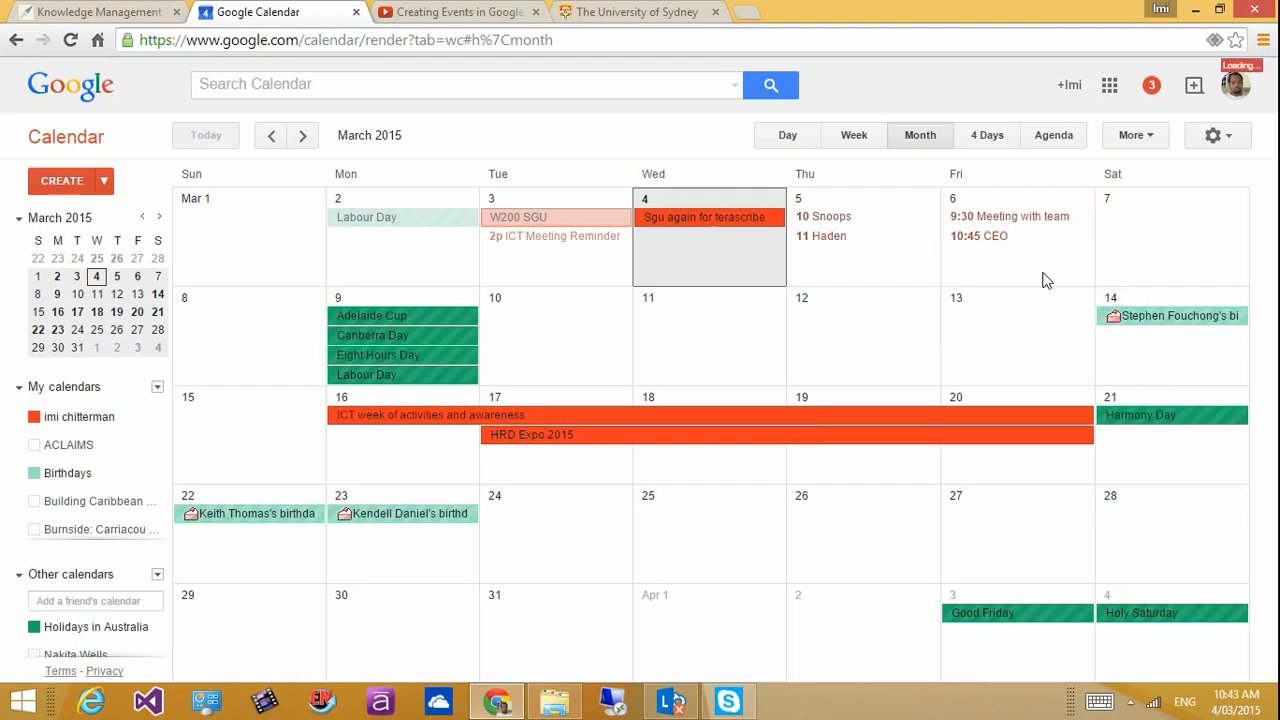 Knowledge Management
Google Calendar
Creating Events in Google
The University of Sydney
Imi
https://www.google.com/calendar/render?tab=wc#h%7Cmonth
Loading...
Google
Search Calendar
+Imi
3
Calendar
Today
March 2015
Day
Week
Month
4 Days
Agenda
More
CREATE
Sun Mon Tue Wed Thu Fri Sat
March 2015
S M T W T F S
22 23 24 25 26 27 28
1 2 3 4 5 6 7
8 9 10 11 12 13 14
15 16 17 18 19 20 21
22 23 24 25 26 27 28
29 30 31 1 2 3 4
My calendars
imi chitterman
ACLAIMS
Birthdays
Building Caribbean ...
Burnside: Carriacou ...
Other calendars
Add a friend's calendar
Holidays in Australia
Nakita Wells
Terms - Privacy
Mar 1 2 3 4 5 6 7
Labour Day
W200 SGU
Sgu again for terascribe
10 Snoops
9:30 Meeting with team
2p ICT Meeting Reminder
11 Haden
10:45 CEO
8 9 10 11 12 13 14
Adelaide Cup
Stephen Fouchong's bi
Canberra Day
Eight Hours Day
Labour Day
15 16 17 18 19 20 21
ICT week of activities and awareness
Harmony Day
HRD Expo 2015
22 23 24 25 26 27 28
Keith Thomas's birthda
Kendell Daniel's birthd
29 30 31 Apr 1 2 3 4
Good Friday
Holy Saturday
ENG
10:43 AM
4/03/2015